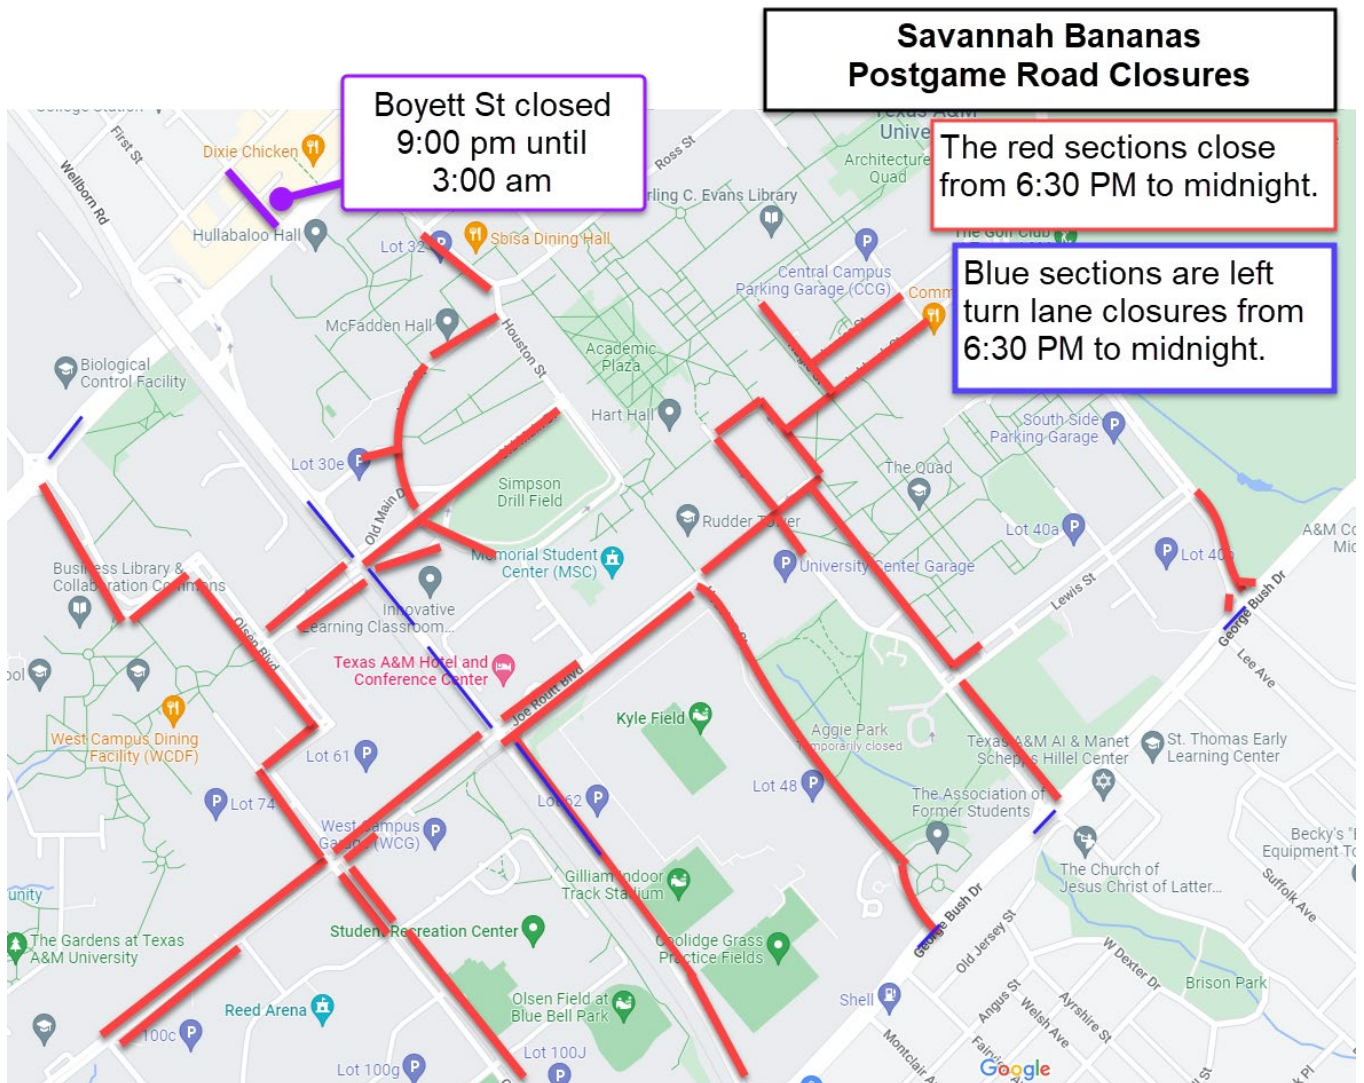 Savannah Bananas
Postgame Road Closures
The red sections close
from 6:30 PM to midnight.
Blue sections are left
turn lane closures from
6:30 PM to midnight.
Boyett St closed
9:00 pm until
3:00 am
First St
Wellborn Rd
Dixie Chicken
Hullabaloo Hall
Ross St
Architecture
Quad
Central Campus
Parking Garage (CCG)
Lot 32
Sbisa Dining Hall
McFadden Hall
Houston St
Academic
Plaza
Hart Hall
Biological
Control Facility
South Side
Parking Garage
Lot 30e
Simpson
Drill Field
The Quad
Rudder Tower
Lot 40a
Memorial Student
Center (MSC)
University Center Garage
Lewis St
George Bush Dr
Lee Ave
Business Library &
Collaboration Commons
Olsen Blvd
Innovative
Learning Classroom...
Texas A&M Hotel and
Conference Center
Joe Routt Blvd
Kyle Field
Aggie Park
Temporarily closed
Texas A&M AI & Manet
Schepps Hillel Center
St. Thomas Early
Learning Center
West Campus Dining
Facility (WCDF)
Lot 61
Lot 74
Lot 62
Lot 48
The Association of
Former Students
West Campus
Garage (WCG)
The Church of
Jesus Christ of Latter...
Becky's
Equipment
Suffolk Ave
Gilliam Indoor
Track Stadium
Student Recreation Center
Coolidge Grass
Practice Fields
George Bush Dr
Old Jersey St
W Dexter Dr
Brison Park
The Gardens at Texas
A&M University
Reed Arena
Olsen Field at
Blue Bell Park
Shell
Angus St
Ayrshire St
Welsh Ave
Montclair
100c
Lot 100g
Lot 100J
Google